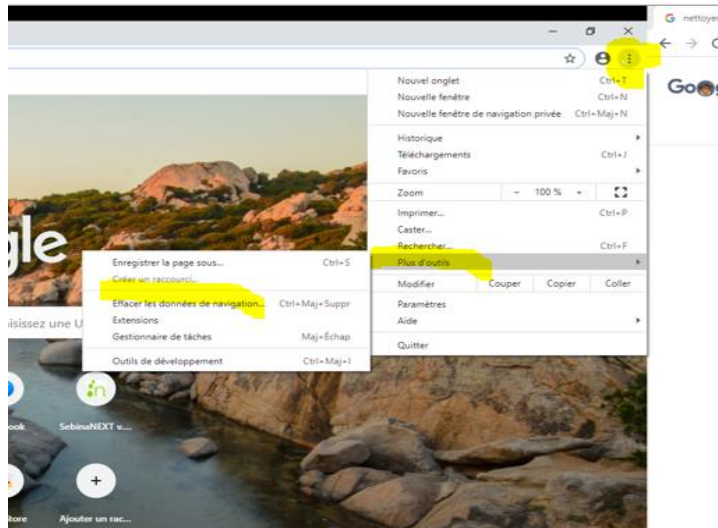 G nettoyer
Nouvel onglet Ctrl+T
Nouvelle fenêtre Ctrl+N
Nouvelle fenêtre de navigation privée Ctrl+Maj+N
Historique
Téléchargements Ctrl+J
Favoris
Zoom - 100 % +
Imprimer... Ctrl+P
Caster...
Rechercher... Ctrl+F
Plus d'outils
Modifier Couper Copier Coller
Paramètres
Aide
Quitter
Enregistrer la page sous... Ctrl+S
Créer un raccourci...
Effacer les données de navigation... Ctrl+Maj+Suppr
Extensions
Gestionnaire de tâches Maj+Échap
Outils de développement Ctrl+Maj+I
gle
isissez une U
ook SebinaNEXT v...
+
tore Ajouter un rac...